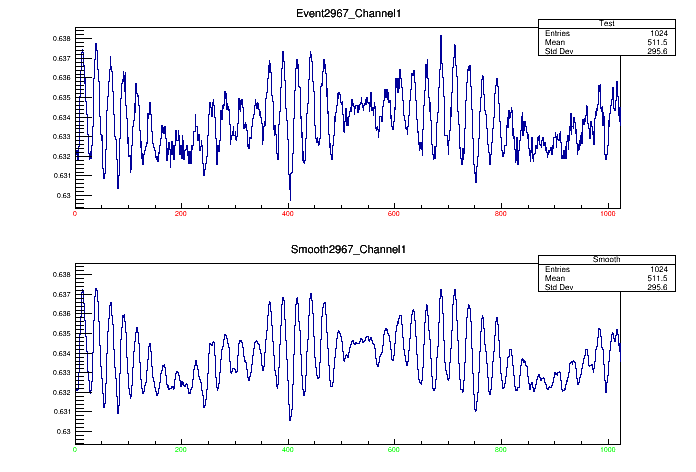 Event2967_Channel1
Test
Entries 1024
Mean 511.5
Std Dev 295.6
0.638
0.637
0.636
0.635
0.634
0.633
0.632
0.631
0.63
0 200 400 600 800 1000
Smooth2967_Channel1
Smooth
Entries 1024
Mean 511.5
Std Dev 295.6
0.638
0.637
0.636
0.635
0.634
0.633
0.632
0.631
0.63
0 200 400 600 800 1000